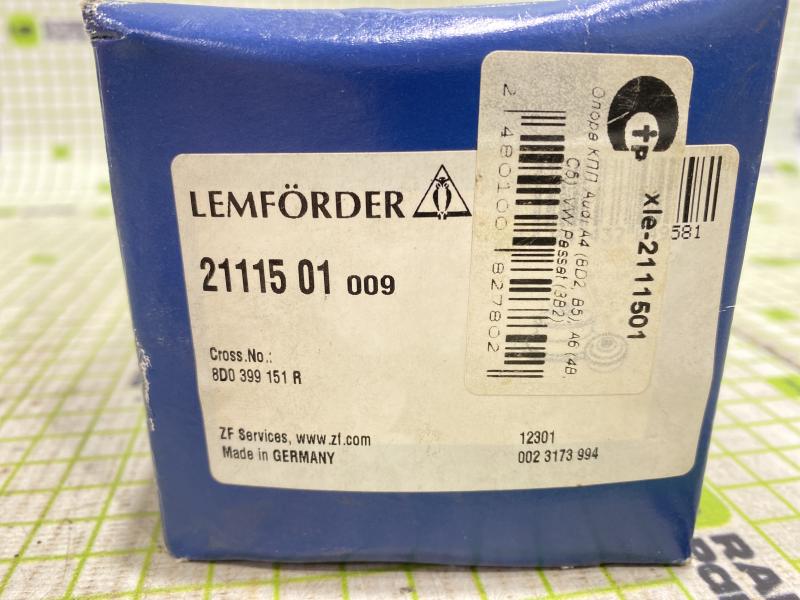 LEMFÖRDER
21115 01 009
Cross.No.:
8D0 399 151 R
ZF Services, www.zf.com
Made in GERMANY
12301
002 3173 994
581
tP
xle-2111501
Опора КПП Audi A4 (8D2, B5), A6 (4B,
C5), VW Passat (3B2)
2 480100 827802